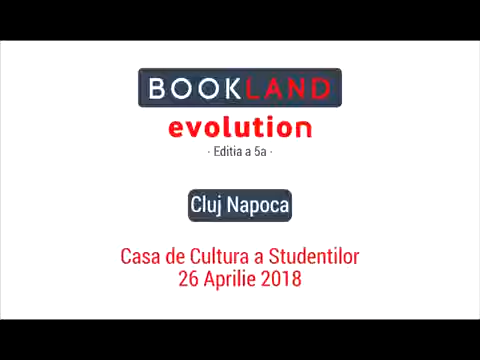 BOOKLAND
evolution
· Editia a 5a ·
Cluj Napoca
Casa de Cultura a Studentilor
26 Aprilie 2018